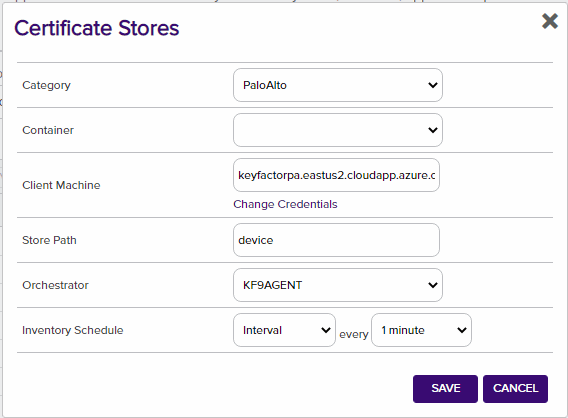 Certificate Stores
Category
PaloAlto
Container
Client Machine
keyfactorpa.eastus2.cloudapp.azure.c
Change Credentials
Store Path
device
Orchestrator
KF9AGENT
Inventory Schedule
Interval
every
1 minute
SAVE
CANCEL